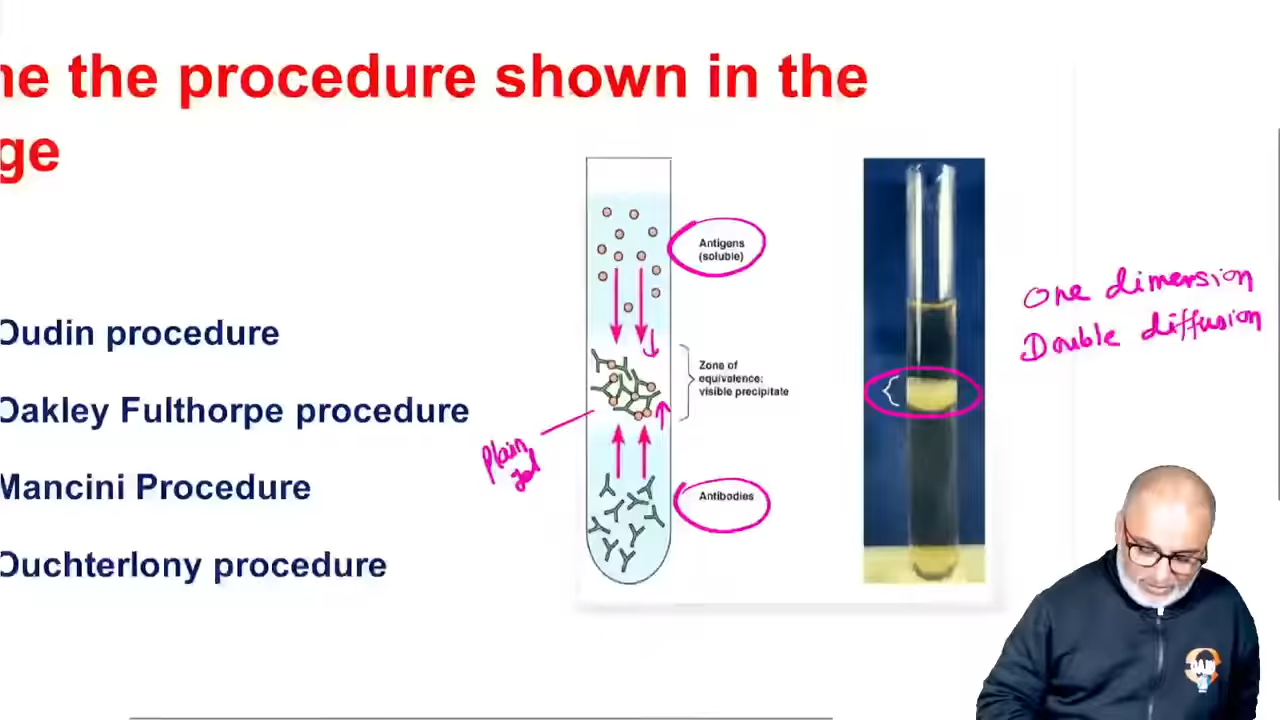 ne the procedure shown in the
ge
Antigens
(soluble)
One dimension
Double diffusion
Oudin procedure
Zone of
equivalence:
visible precipitate
Oakley Fulthorpe procedure
Plain
gel
Mancini Procedure
Antibodies
Ouchterlony procedure